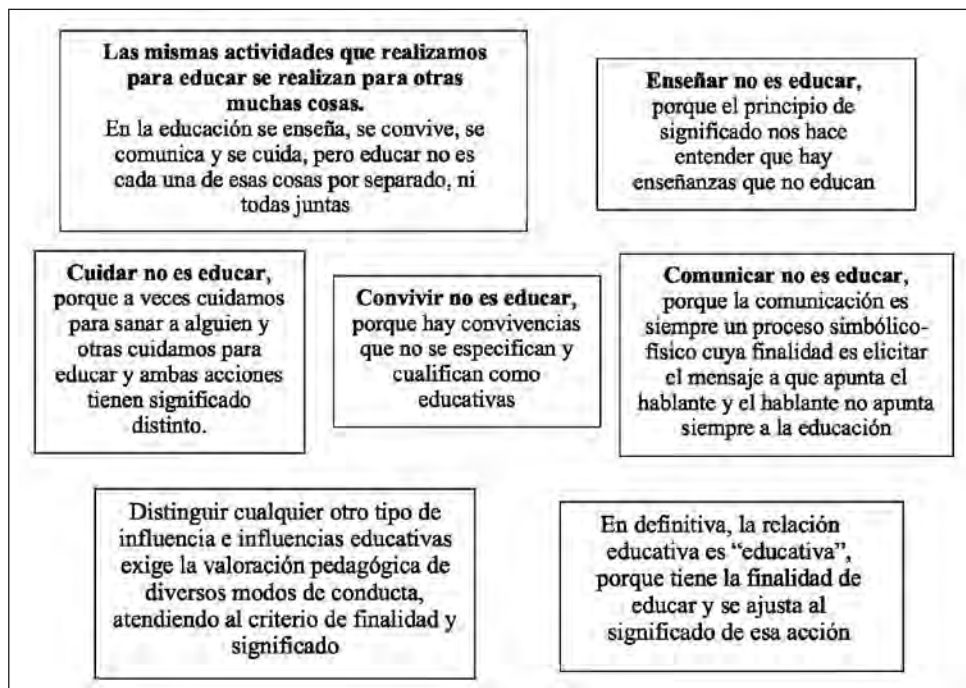 Las mismas actividades que realizamos
para educar se realizan para otras
muchas cosas.
En la educación se enseña, se convive, se
comunica y se cuida, pero educar no es
cada una de esas cosas por separado, ni
todas juntas
Enseñar no es educar,
porque el principio de
significado nos hace
entender que hay
enseñanzas que no educan
Cuidar no es educar,
porque a veces cuidamos
para sanar a alguien y
otras cuidamos para
educar y ambas acciones
tienen significado
distinto.
Convivir no es educar,
porque hay convivencias
que no se especifican y
cualifican como
educativas
Comunicar no es educar,
porque la comunicación es
siempre un proceso simbólico-
físico cuya finalidad es elicitar
el mensaje a que apunta el
hablante y el hablante no apunta
siempre a la educación
Distinguir cualquier otro tipo de
influencia e influencias educativas
exige la valoración pedagógica de
diversos modos de conducta,
atendiendo al criterio de finalidad y
significado
En definitiva, la relación
educativa es “educativa”,
porque tiene la finalidad de
educar y se ajusta al
significado de esa acción